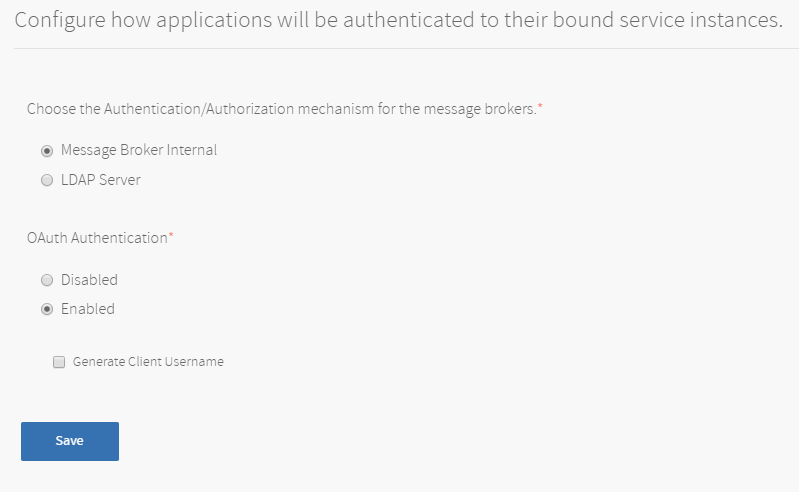 Configure how applications will be authenticated to their bound service instances.
Choose the Authentication/Authorization mechanism for the message brokers.*
Message Broker Internal
LDAP Server
OAuth Authentication*
Disabled
Enabled
Generate Client Username
Save